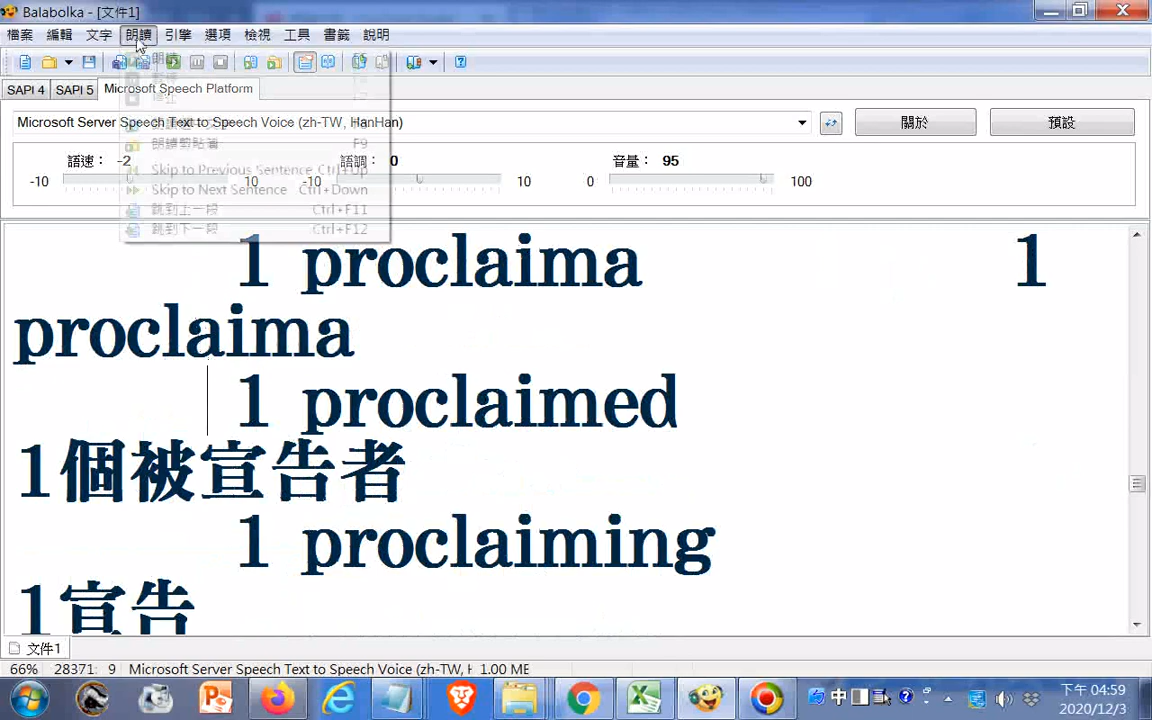 Balabolka - [文件1]
檔案 編輯 文字 朗讀 引擎 選項 檢視 工具 書籤 說明
SAPI 4 SAPI 5 Microsoft Speech Platform
Microsoft Server Speech Text to Speech Voice (zh-TW, HanHan) 關於 預設
朗讀剪貼簿 F9
語速： -2 語調： 0 音量： 95
Skip to Previous Sentence Ctrl+Up
-10 10 -10 10 0 100
Skip to Next Sentence Ctrl+Down
跳到上一段 Ctrl+F11
跳到下一段 Ctrl+F12
1 proclaima 1
proclaima
1 proclaimed
1個被宣告者
1 proclaiming
1宣告
文件1
66% 28371 9 Microsoft Server Speech Text to Speech Voice (zh-TW, 1.00 ME
中 下午 04:59
2020/12/3